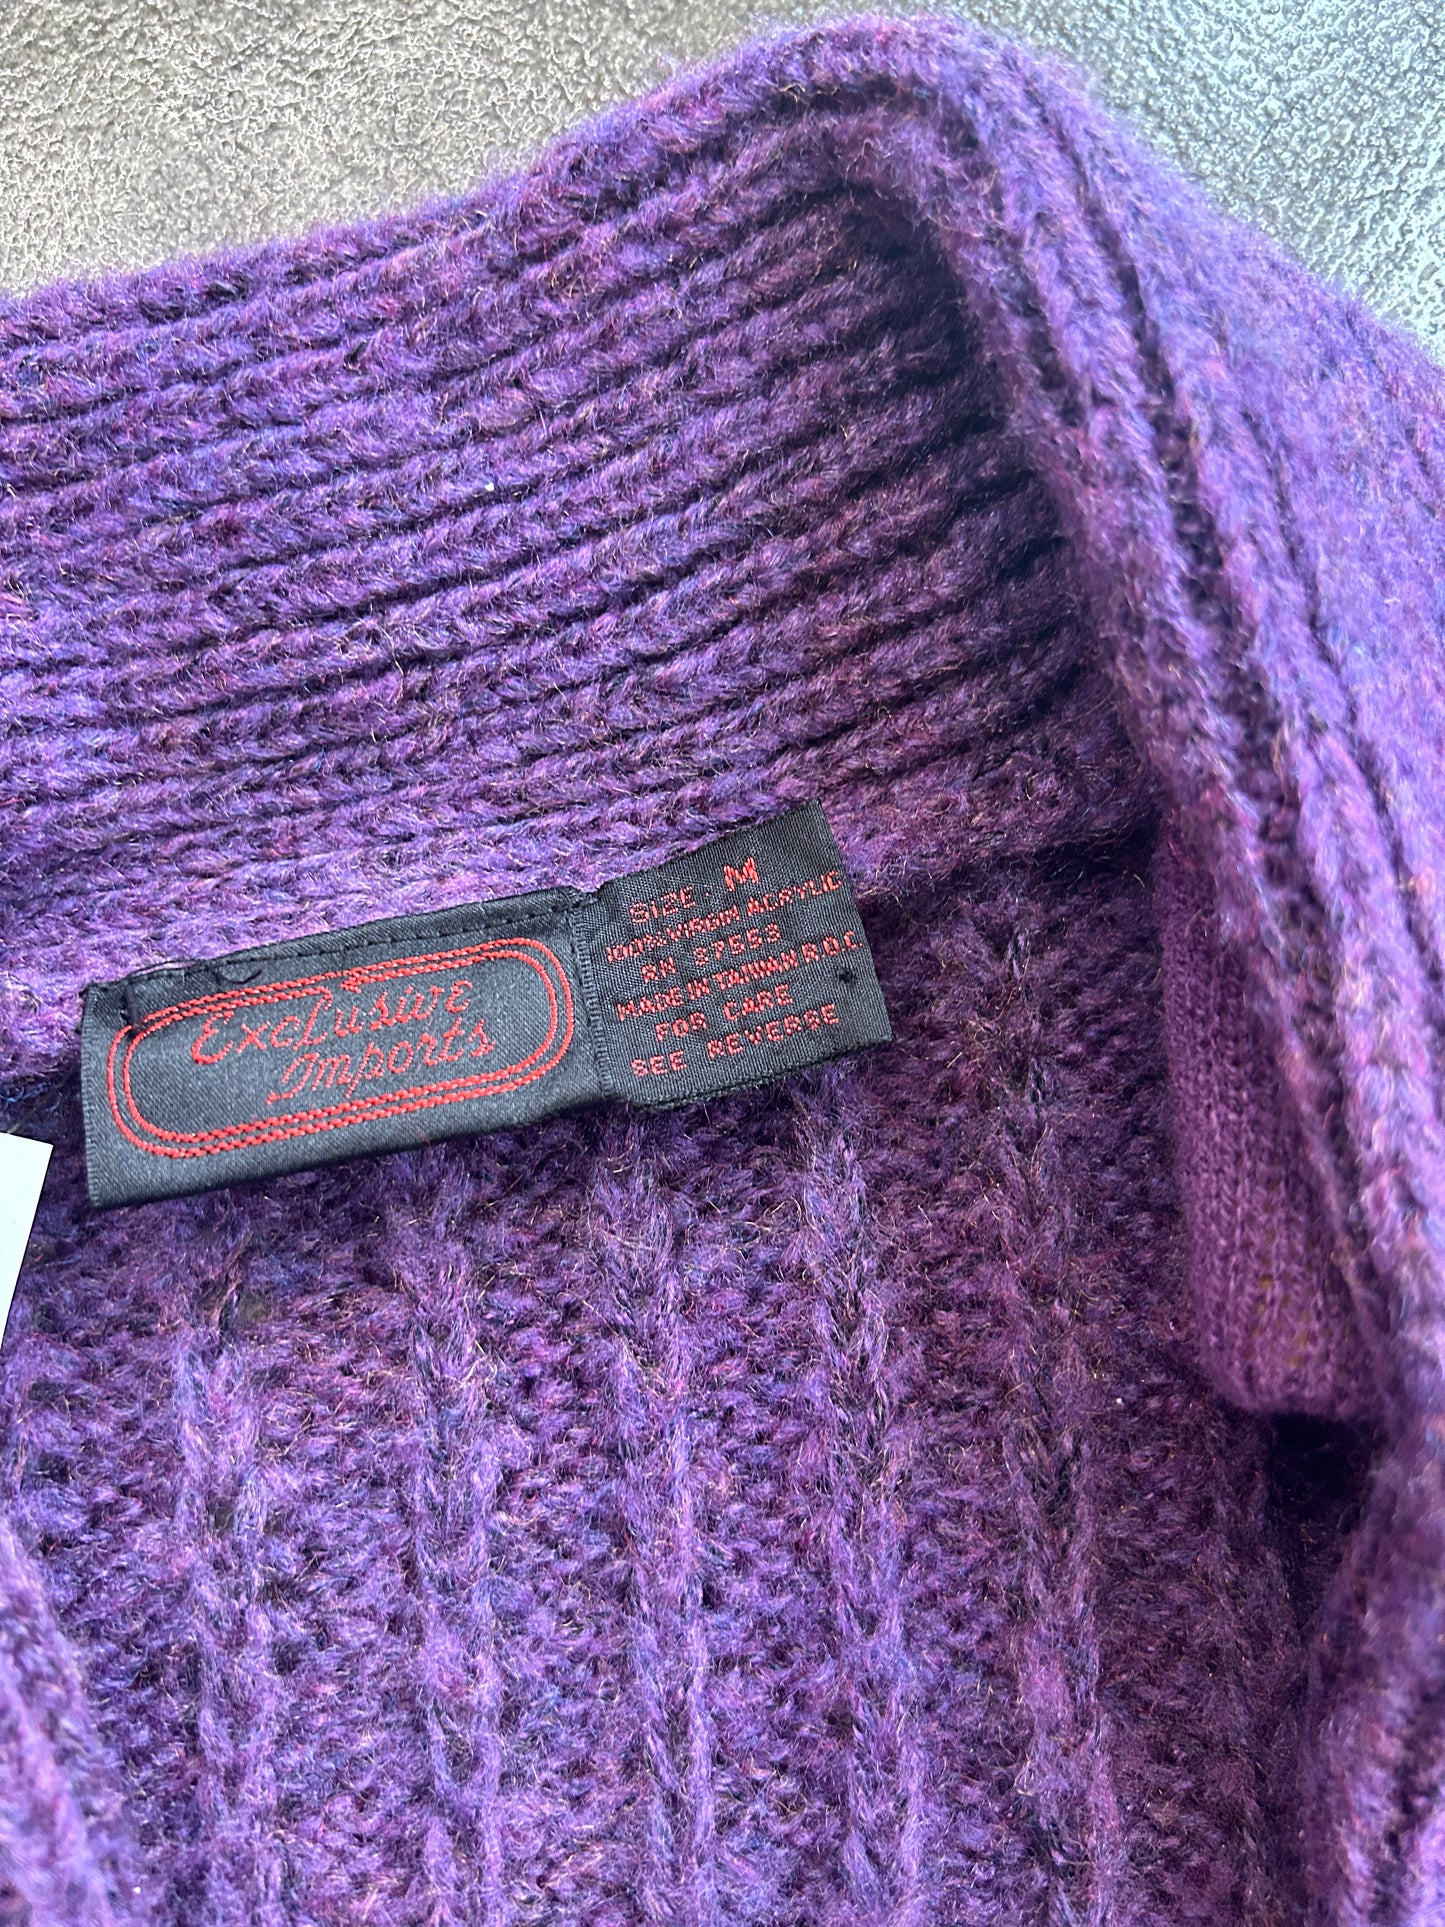 Exclusive
Imports
SIZE M
100% VIRGIN ACRYLIC
RN 37553
MADE IN TAIWAN R.O.C.
FOR CARE
SEE REVERSE